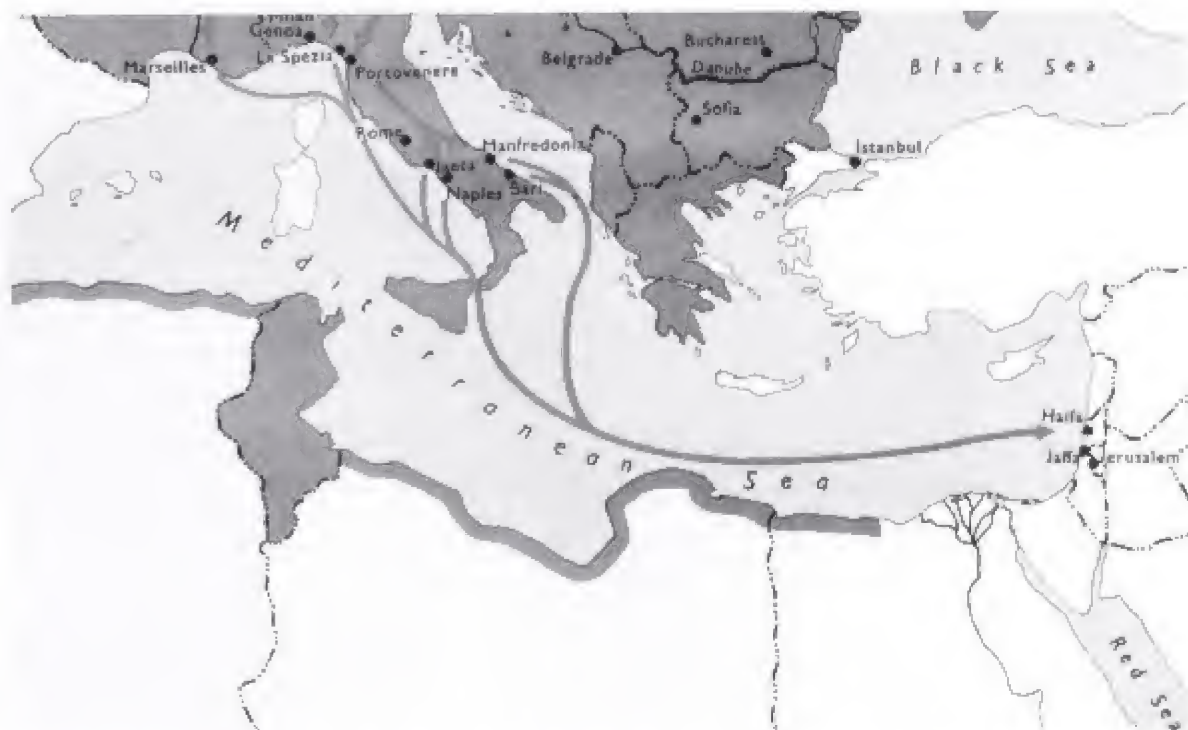 Genoa
La Spezia
Marseilles
Portovenere
Belgrade
Bucharest
Danube
Black Sea
Sofia
Rome
Manfredonia
Istanbul
Gaeta
Naples
Bari
Mediterranean Sea
Haifa
Jaffa
Jerusalem
Red Sea